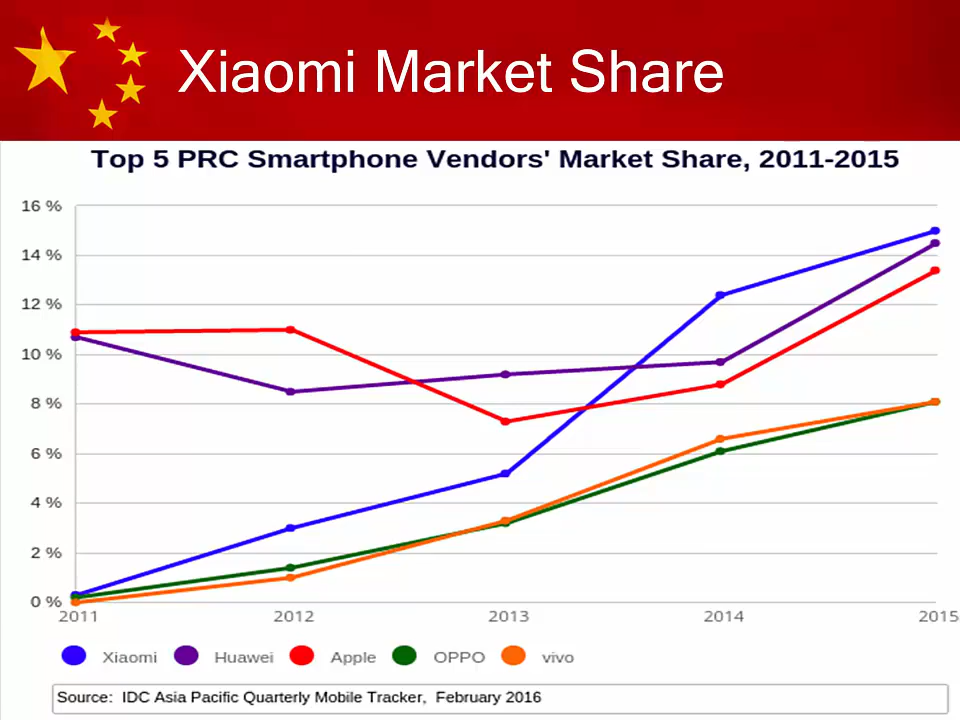 Xiaomi Market Share
Top 5 PRC Smartphone Vendors' Market Share, 2011-2015
16 %
14 %
12 %
10 %
8 %
6 %
4 %
2 %
0 %
2011 2012 2013 2014 2015
Xiaomi Huawei Apple OPPO vivo
Source: IDC Asia Pacific Quarterly Mobile Tracker, February 2016